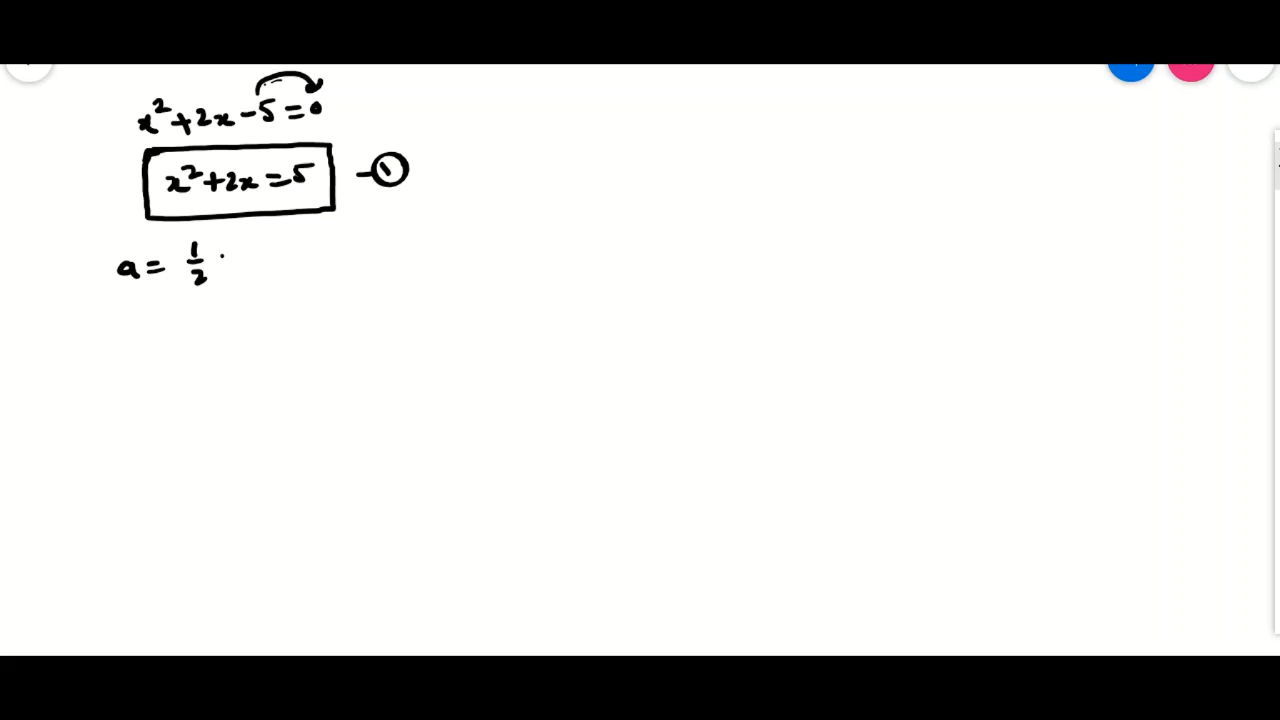 x²+2x-5=0
x²+2x=5 -①
a= 1/2